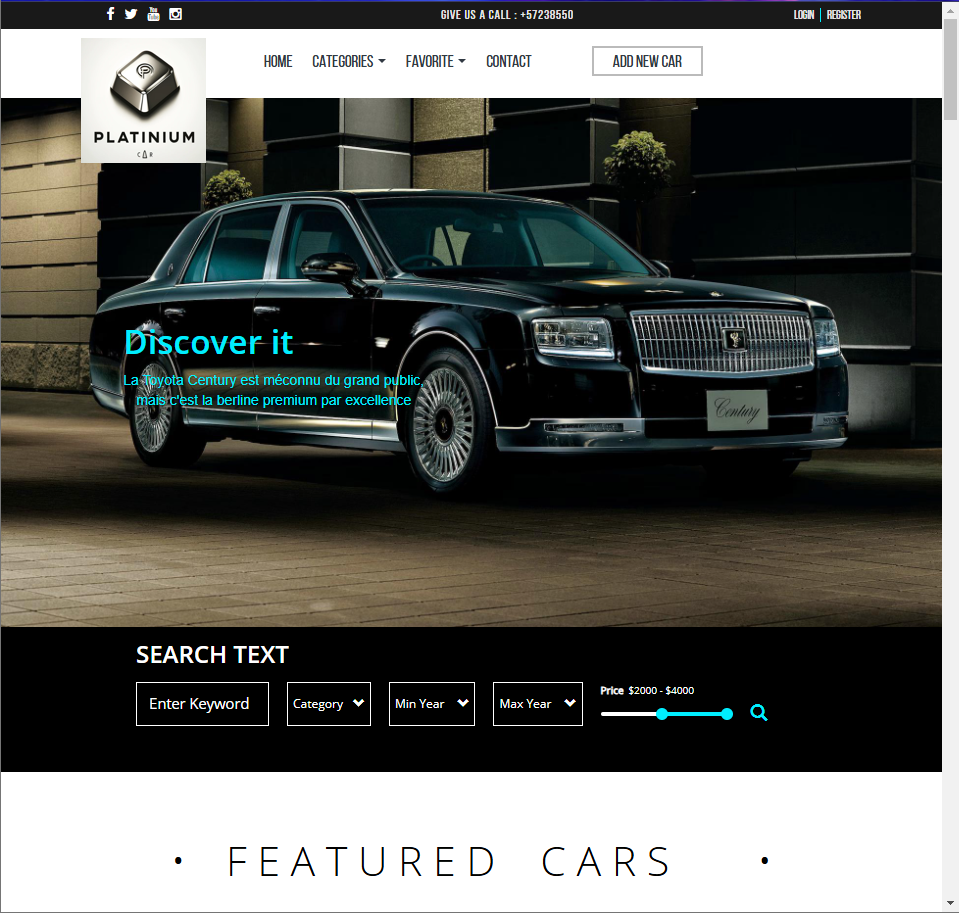 GIVE US A CALL : +57238550
LOGIN | REGISTER
PLATINIUM
CAR
HOME CATEGORIES FAVORITE CONTACT ADD NEW CAR
Discover it
La Toyota Century est méconnu du grand public,
mais c'est la berline premium par excellence
Century
SEARCH TEXT
Price $2000 - $4000
Enter Keyword Category Min Year Max Year
• FEATURED CARS •